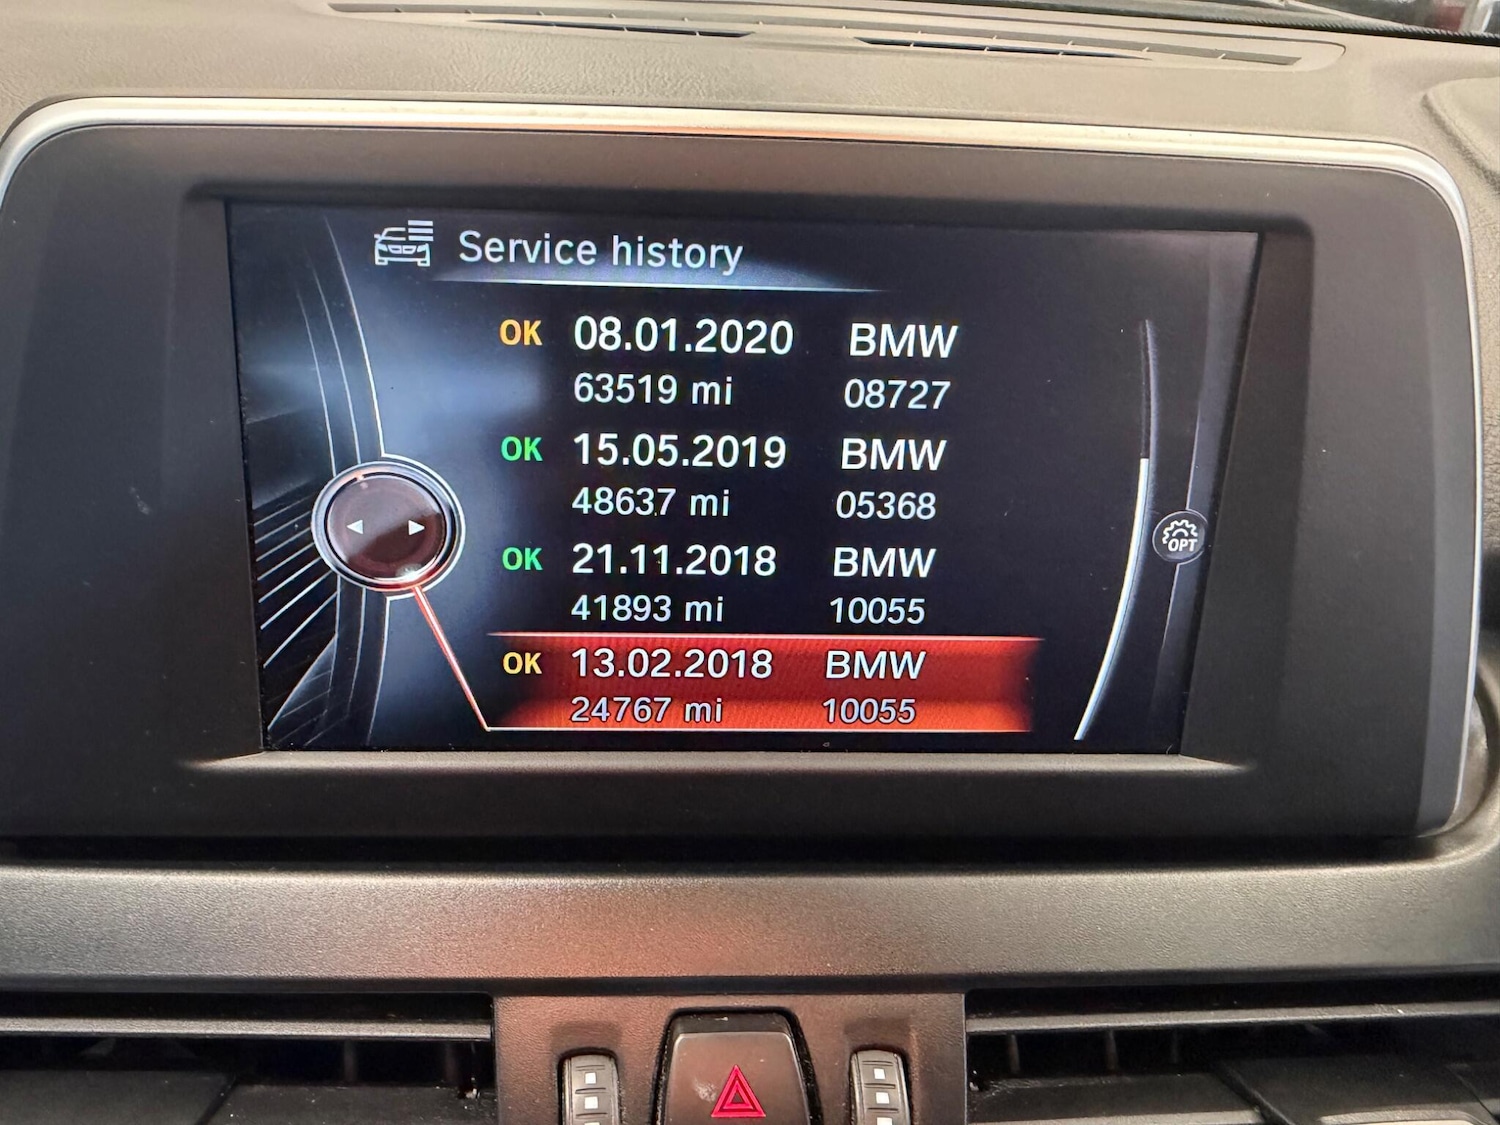 Service history
OK 08.01.2020 BMW
63519 mi 08727
OK 15.05.2019 BMW
48637 mi 05368
OK 21.11.2018 BMW
41893 mi 10055
OK 13.02.2018 BMW
24767 mi 10055
OPT